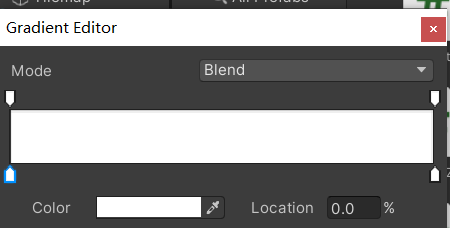 Gradient Editor
Mode Blend
Color Location 0.0 %